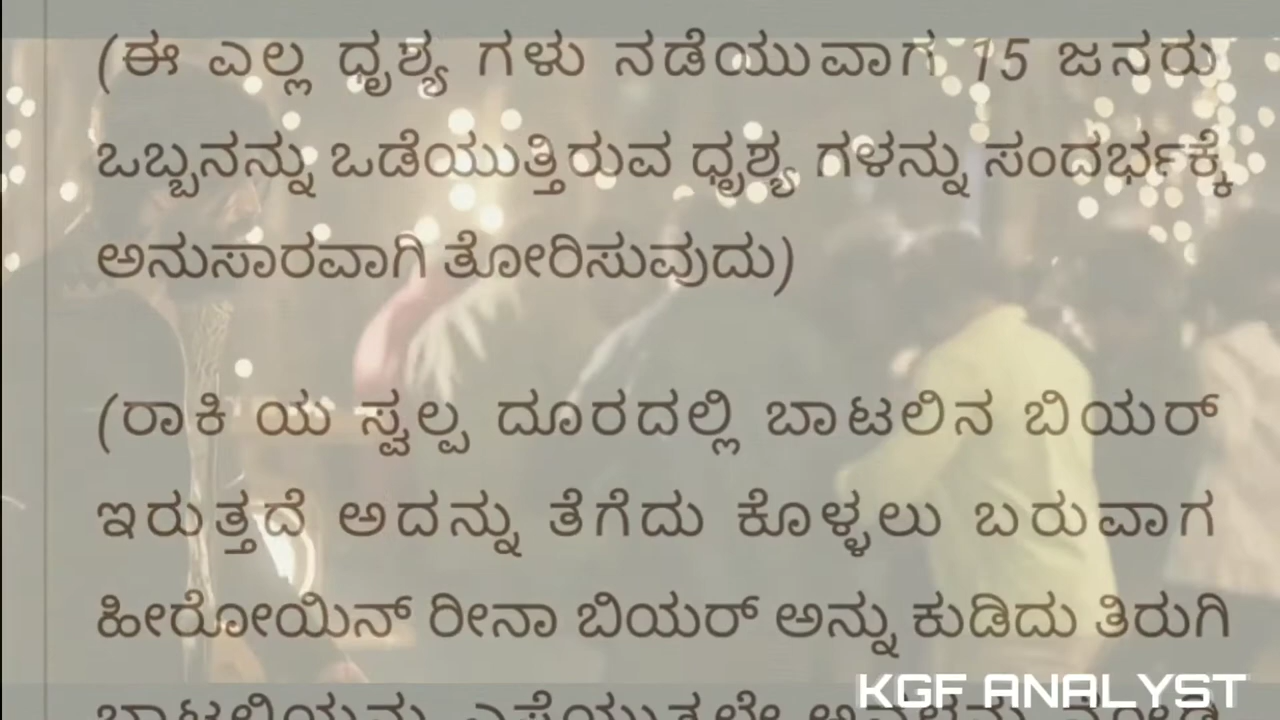 (ಈ ಎಲ್ಲ ಧೃಶ್ಯ ಗಳು ನಡೆಯುವಾಗ 15 ಜನರು
ಒಬ್ಬನನ್ನು ಒಡೆಯುತ್ತಿರುವ ಧೃಶ್ಯ ಗಳನ್ನು ಸಂದರ್ಭಕ್ಕೆ
ಅನುಸಾರವಾಗಿ ತೋರಿಸುವುದು)
(ರಾಕಿ ಯ ಸ್ವಲ್ಪ ದೂರದಲ್ಲಿ ಬಾಟಲಿನ ಬಿಯರ್
ಇರುತ್ತದೆ ಅದನ್ನು ತೆಗೆದು ಕೊಳ್ಳಲು ಬರುವಾಗ
ಹೀರೋಯಿನ್ ರೀನಾ ಬಿಯರ್ ಅನ್ನು ಕುಡಿದು ತಿರುಗಿ
KGF ANALYST